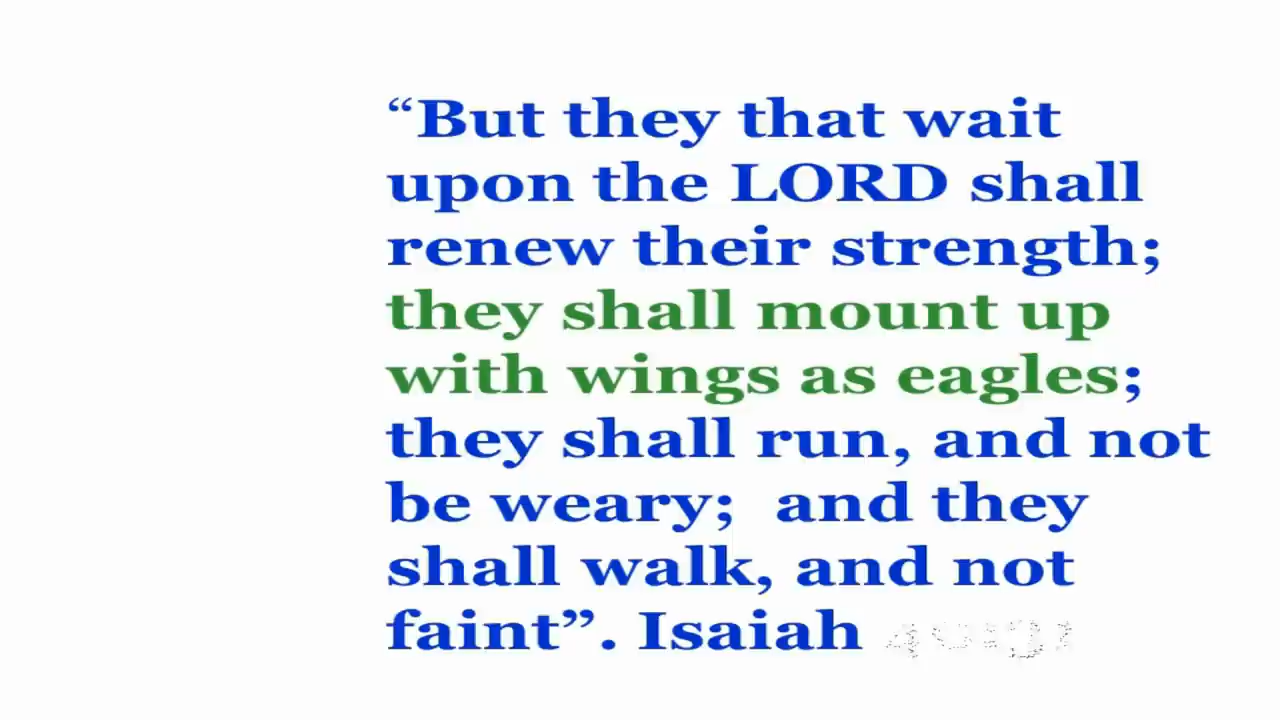 “But they that wait
upon the LORD shall
renew their strength;
they shall mount up
with wings as eagles;
they shall run, and not
be weary;  and they
shall walk, and not
faint”. Isaiah